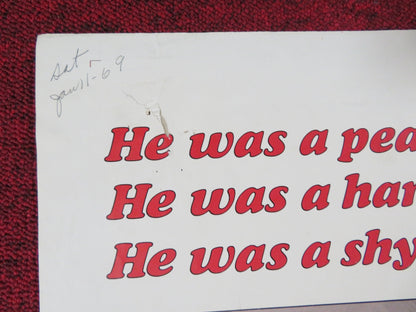 Sat
Jan 11-69
He was a pea
He was a har
He was a shy